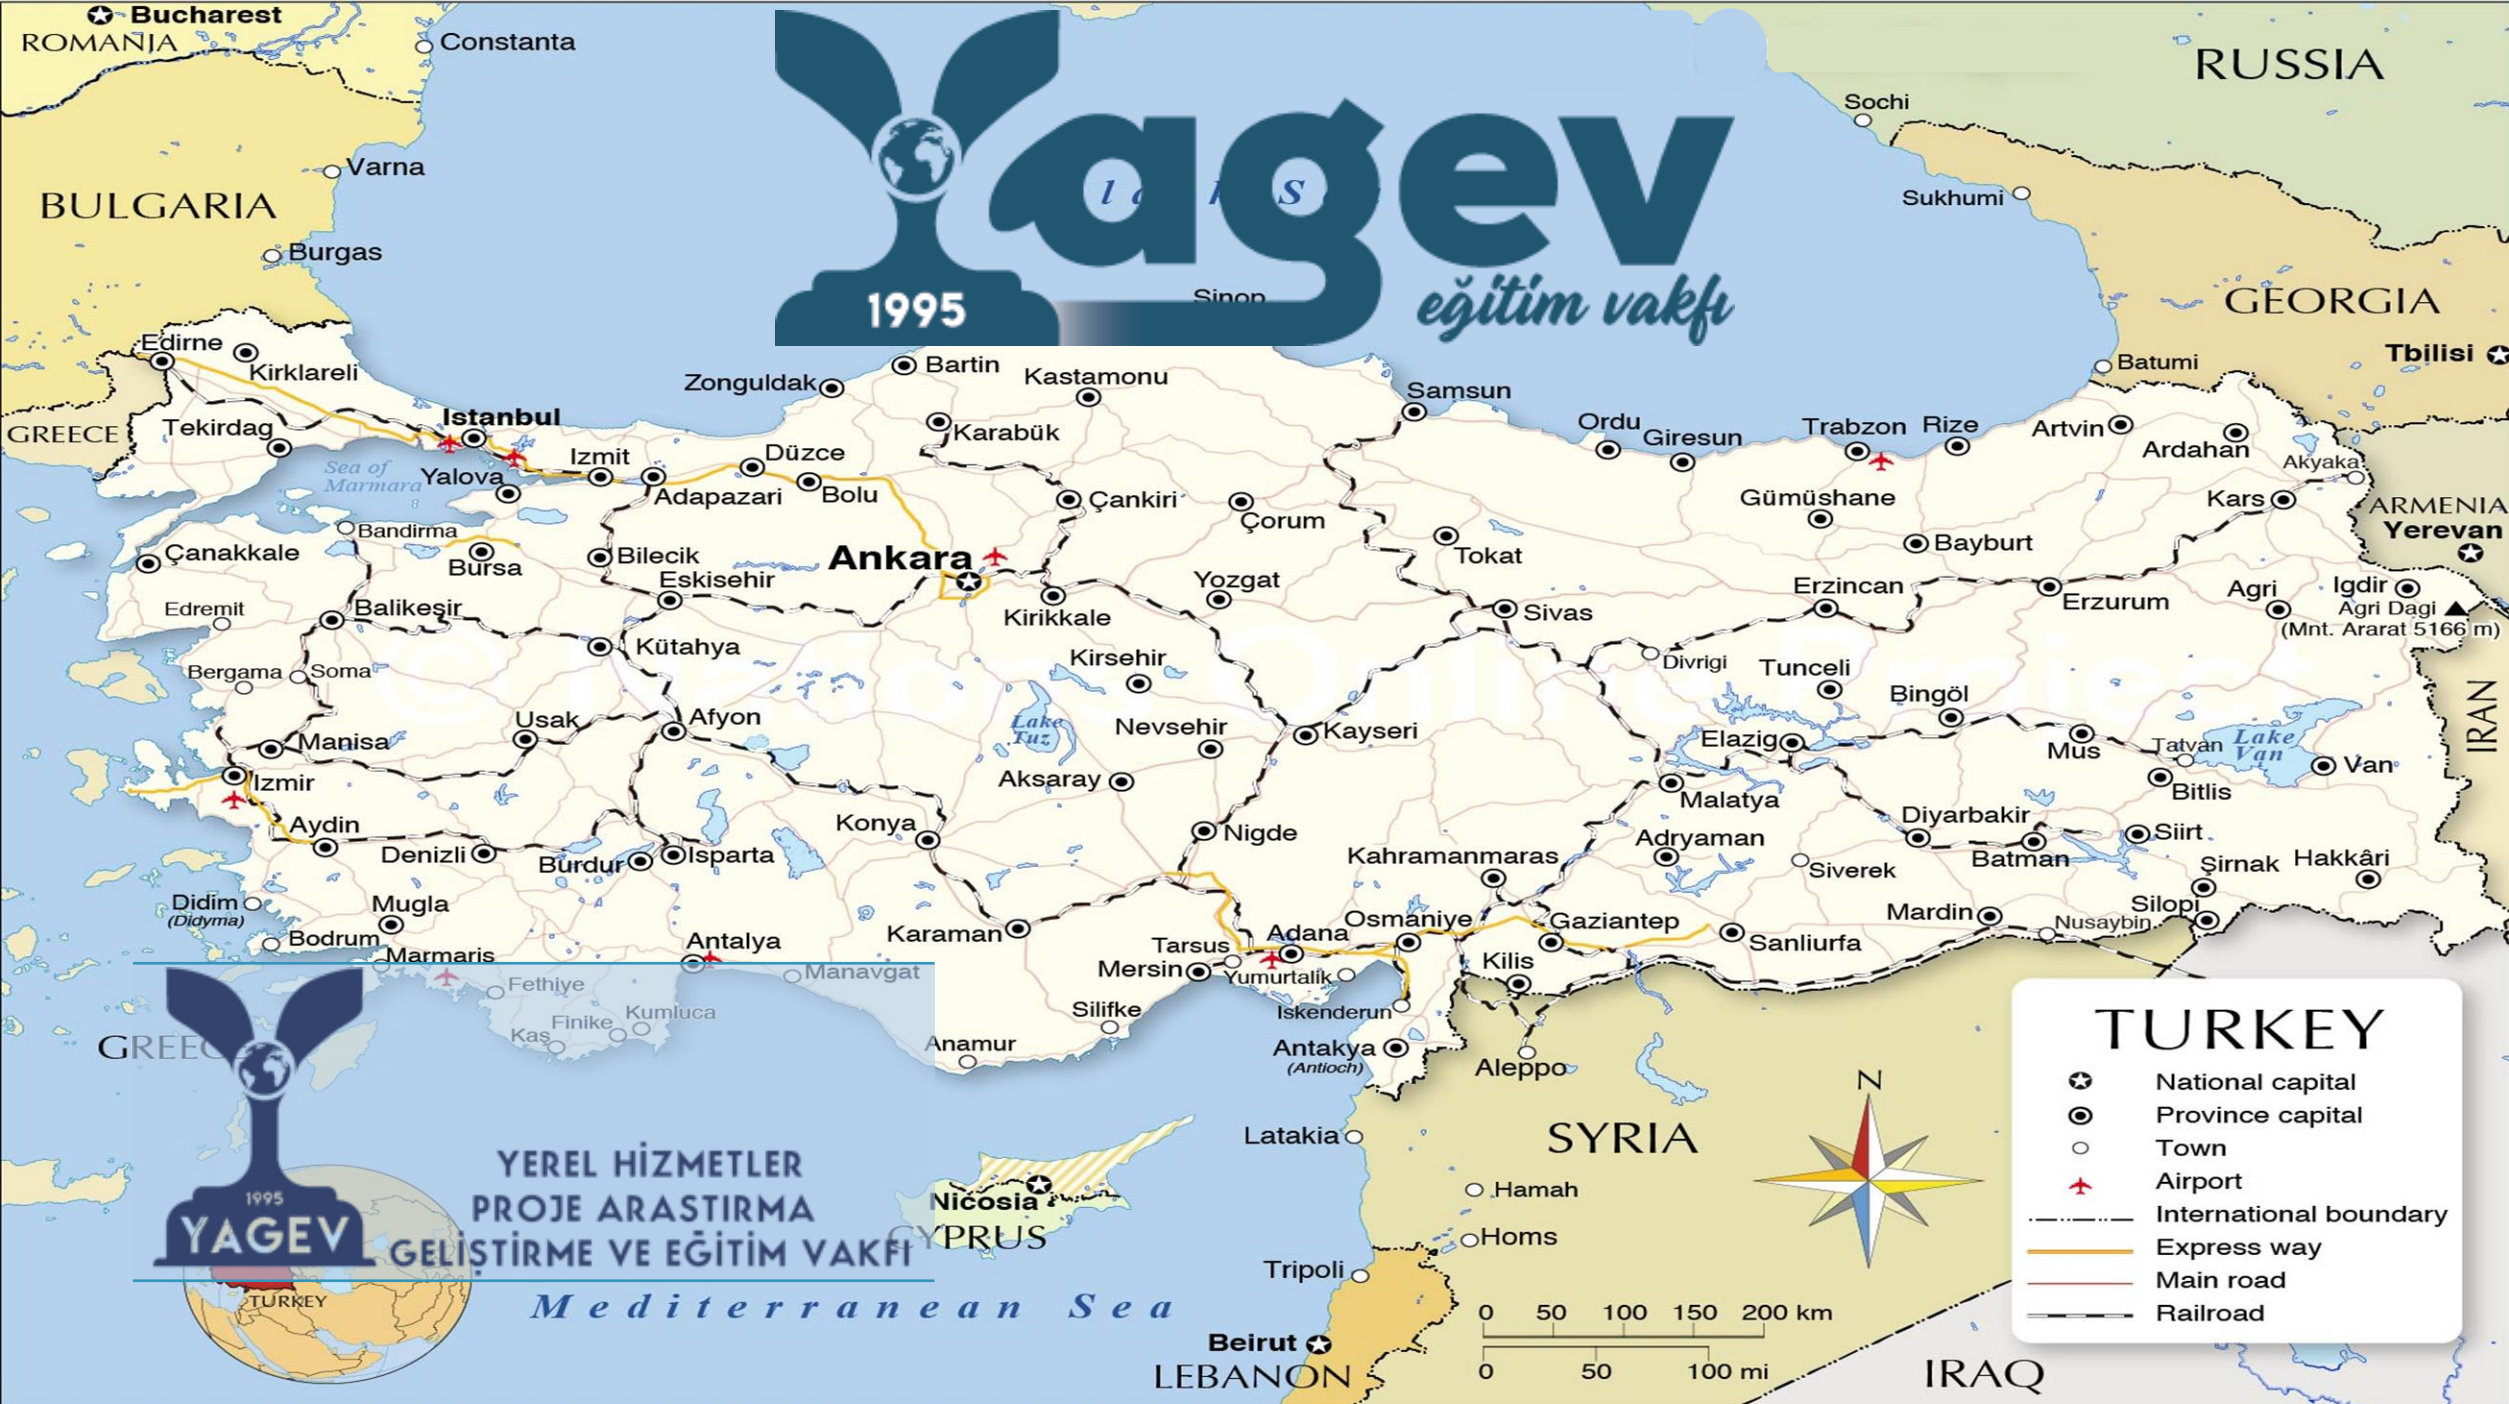 Bucharest
ROMANIA
Constanta
RUSSIA
Sochi
Varna
BULGARIA
Sukhumi
Burgas
Yagev
1995
eğitim vakfı
Sinop
GEORGIA
Tbilisi
Batumi
Edirne
Kirklareli
GREECE
Tekirdag
Istanbul
Sea of
Marmara
Yalova
Izmit
Adapazari
Düzce
Bolu
Zonguldak
Bartin
Kastamonu
Karabük
Çankiri
Çorum
Samsun
Ordu
Giresun
Trabzon
Rize
Artvin
Ardahan
Akyaka
Kars
ARMENIA
Yerevan
Gümüshane
Bayburt
Tokat
Bandirma
Çanakkale
Bursa
Bilecik
Eskisehir
Ankara
Kirikkale
Yozgat
Sivas
Erzincan
Erzurum
Agri
Igdir
Agri Dagi
(Mnt. Ararat 5166 m)
Edremit
Balikeşir
Kütahya
Bergama
Soma
Kirsehir
Divrigi
Tunceli
Bingöl
IRAN
Usak
Afyon
Lake
Tuz
Nevsehir
Kayseri
Elazig
Mus
Tatvan
Lake
Van
Van
Manisa
Izmir
Aksaray
Malatya
Bitlis
Aydin
Denizli
Burdur
Isparta
Konya
Nigde
Kahramanmaras
Adryaman
Siverek
Diyarbakir
Batman
Siirt
Şirnak
Hakkâri
Didim
(Didyma)
Mugla
Bodrum
Marmaris
Antalya
Manavgat
Karaman
Tarsus
Mersin
Adana
Yumurtalik
Osmaniye
Gaziantep
Kilis
Sanliurfa
Mardin
Nusaybin
Silopi
Fethiye
Kaş
Finike
Kumluca
Silifke
Anamur
Iskenderun
Antakya
(Antioch)
Aleppo
Latakia
SYRIA
Hamah
Homs
Tripoli
Beirut
LEBANON
IRAQ
Nicosia
CYPRUS
1995
YAGEV
YEREL HİZMETLER
PROJE ARASTIRMA
GELİŞTİRME VE EĞİTİM VAKFI
TURKEY
Mediterranean Sea
N
0 50 100 150 200 km
0 50 100 mi
TURKEY
National capital
Province capital
Town
Airport
International boundary
Express way
Main road
Railroad